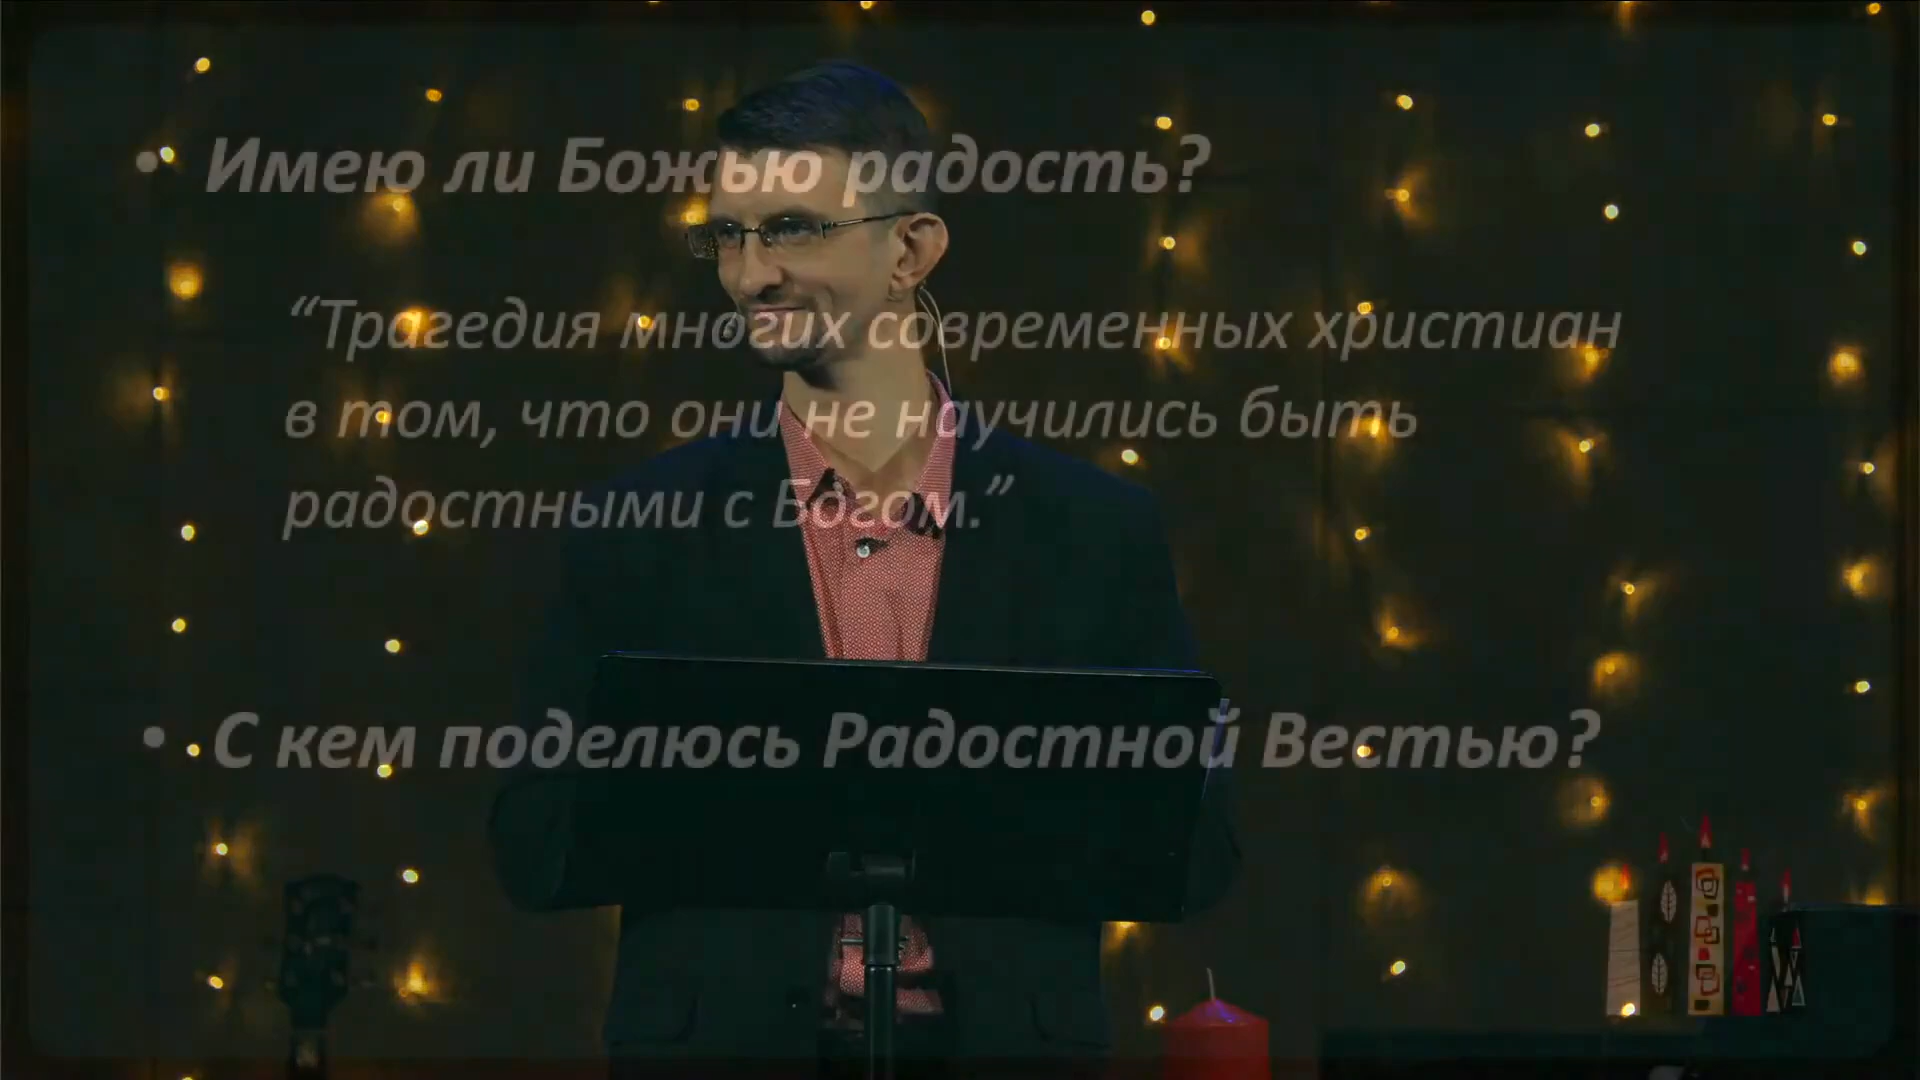 • Имею ли Божью радость?
“Трагедия многих современных христиан
в том, что они не научились быть
радостными с Богом.”
• С кем поделюсь Радостной Вестью?